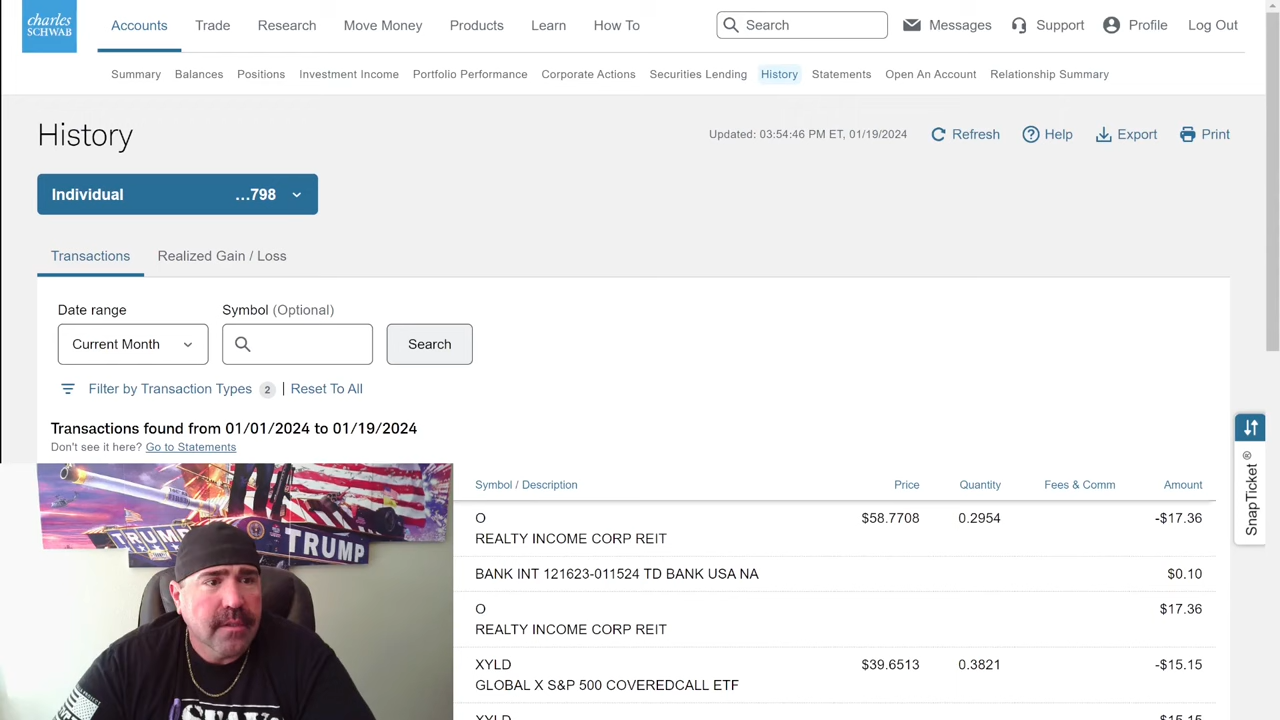 charles
SCHWAB
Accounts
Trade
Research
Move Money
Products
Learn
How To
Search
Messages
Support
Profile
Log Out
Summary
Balances
Positions
Investment Income
Portfolio Performance
Corporate Actions
Securities Lending
History
Statements
Open An Account
Relationship Summary
History
Updated: 03:54:46 PM ET, 01/19/2024
Refresh
Help
Export
Print
Individual …798
Transactions
Realized Gain / Loss
Date range
Symbol (Optional)
Current Month
Search
Filter by Transaction Types 2 | Reset To All
Transactions found from 01/01/2024 to 01/19/2024
Don't see it here? Go to Statements
SnapTicket ®
Symbol / Description Price Quantity Fees & Comm Amount
O $58.7708 0.2954 -$17.36
REALTY INCOME CORP REIT
BANK INT 121623-011524 TD BANK USA NA $0.10
O $17.36
REALTY INCOME CORP REIT
XYLD $39.6513 0.3821 -$15.15
GLOBAL X S&P 500 COVEREDCALL ETF
XYLD $15.15
TRUMP
TRUMP